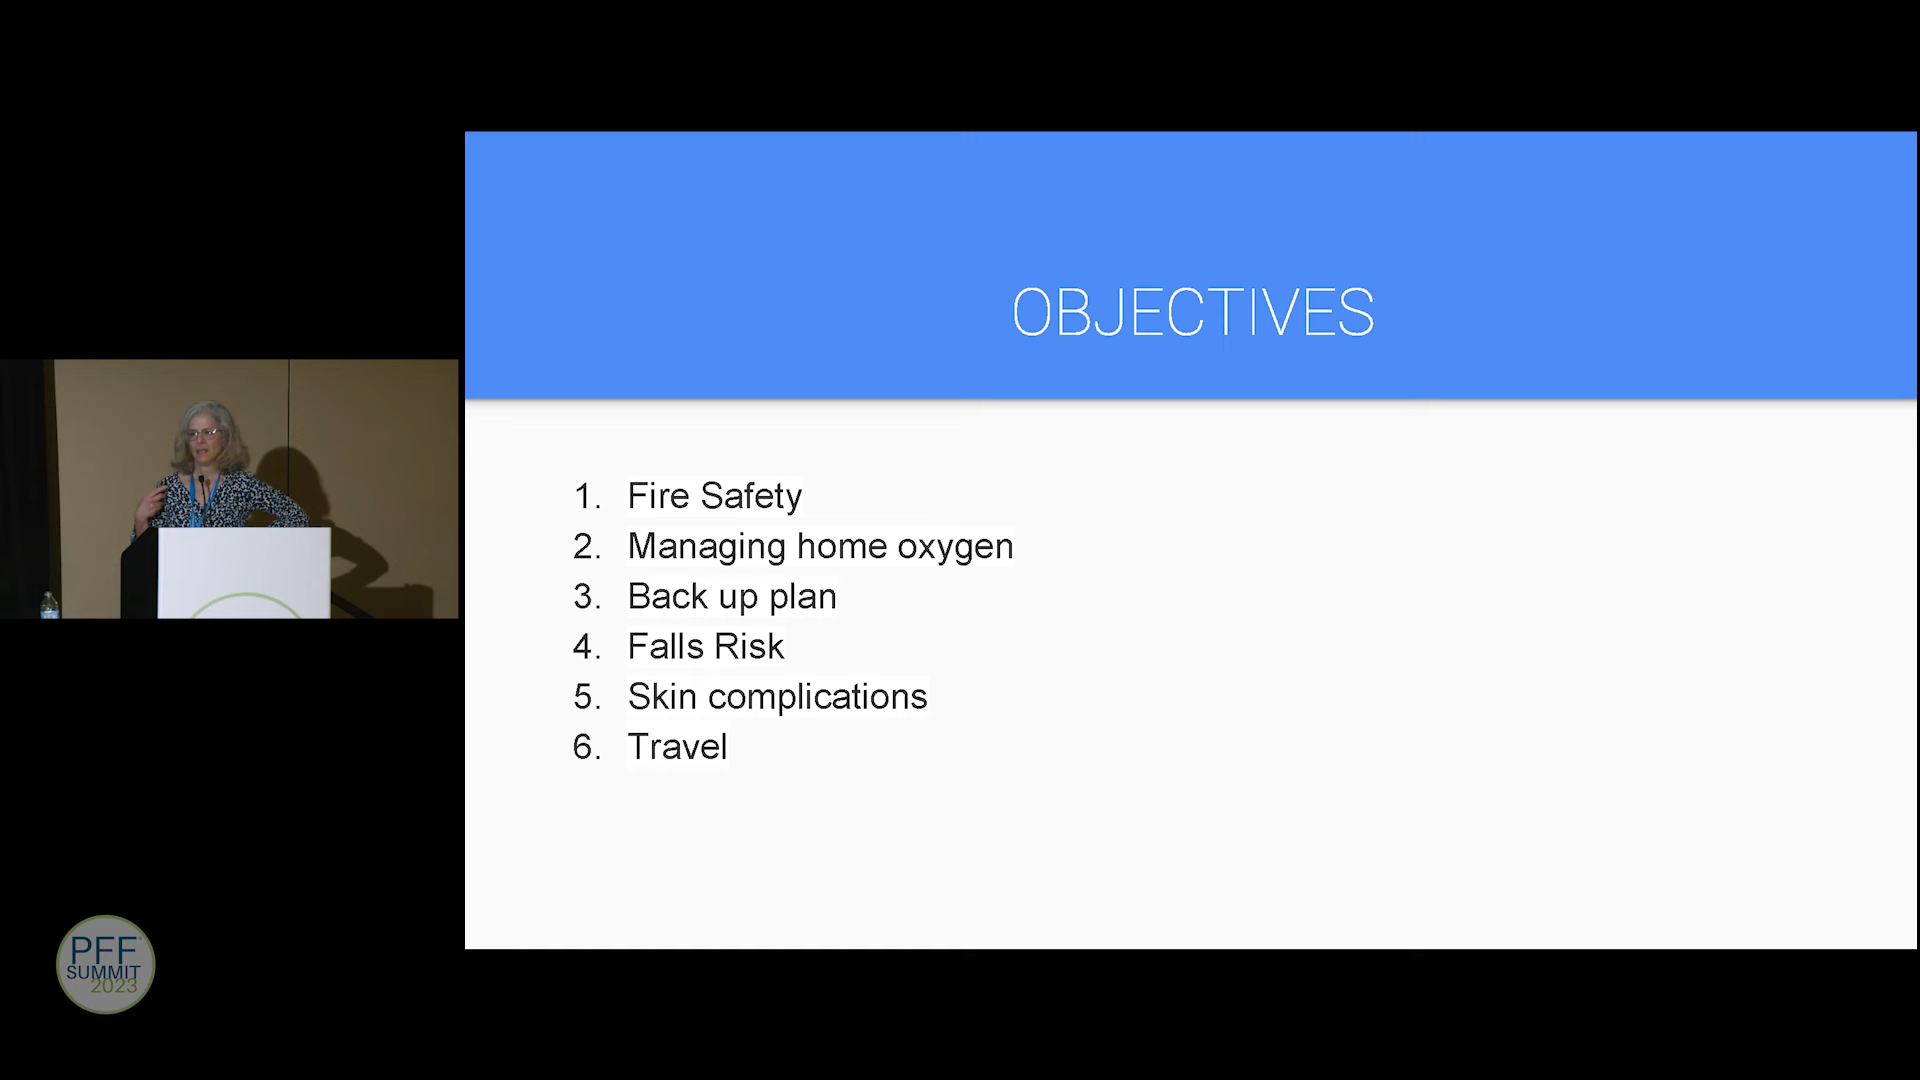 OBJECTIVES
1. Fire Safety
2. Managing home oxygen
3. Back up plan
4. Falls Risk
5. Skin complications
6. Travel
PFF
SUMMIT
2023